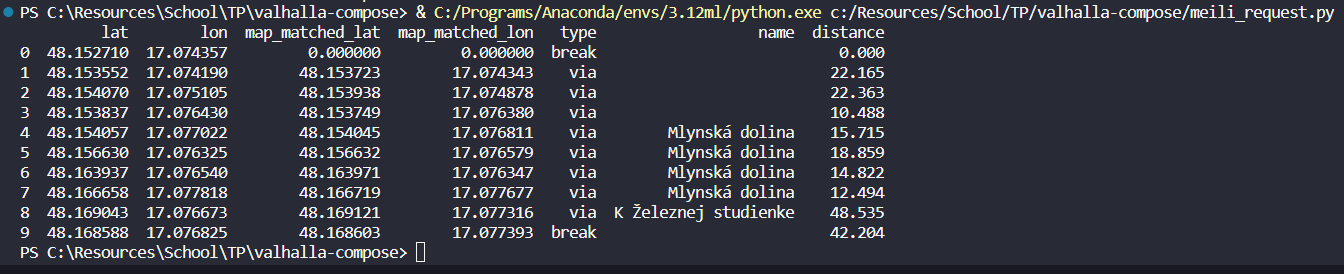 PS C:\Resources\School\TP\valhalla-compose> & C:/Programs/Anaconda/envs/3.12ml/python.exe c:/Resources/School/TP/valhalla-compose/meili_request.py
lat lon map_matched_lat map_matched_lon type name distance
0 48.152710 17.074357 0.000000 0.000000 break 0.000
1 48.153552 17.074190 48.153723 17.074343 via 22.165
2 48.154070 17.075105 48.153938 17.074878 via 22.363
3 48.153837 17.076430 48.153749 17.076380 via 10.488
4 48.154057 17.077022 48.154045 17.076811 via Mlynská dolina 15.715
5 48.156630 17.076325 48.156632 17.076579 via Mlynská dolina 18.859
6 48.163937 17.076540 48.163971 17.076347 via Mlynská dolina 14.822
7 48.166658 17.077818 48.166719 17.077677 via Mlynská dolina 12.494
8 48.169043 17.076673 48.169121 17.077316 via K Železnej studienke 48.535
9 48.168588 17.076825 48.168603 17.077393 break 42.204
PS C:\Resources\School\TP\valhalla-compose>